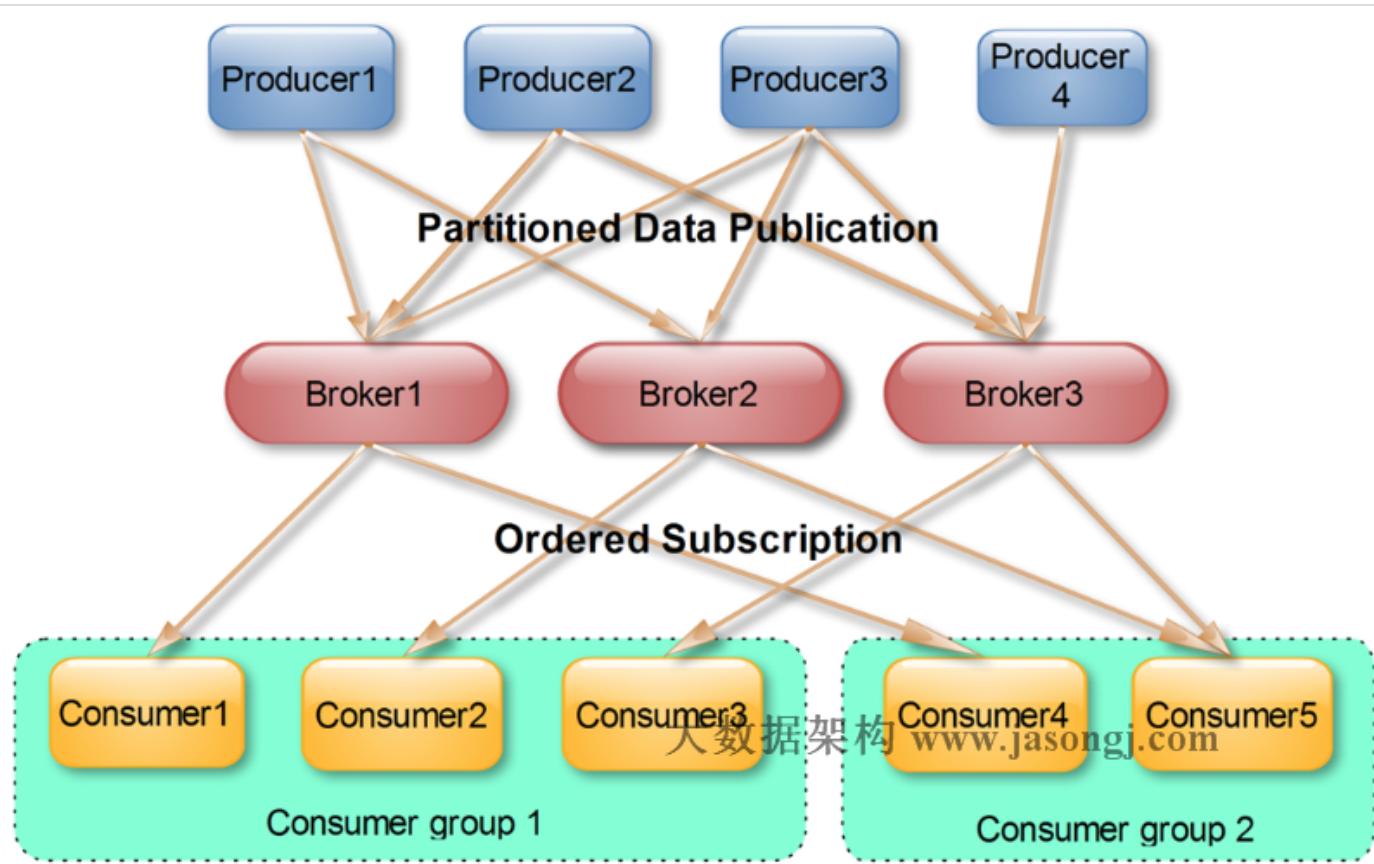 Producer1
Producer2
Producer3
Producer
4
Partitioned Data Publication
Broker1
Broker2
Broker3
Ordered Subscription
Consumer1
Consumer2
Consumer3
Consumer4
Consumer5
大数据架构 www.jasongj.com
Consumer group 1
Consumer group 2